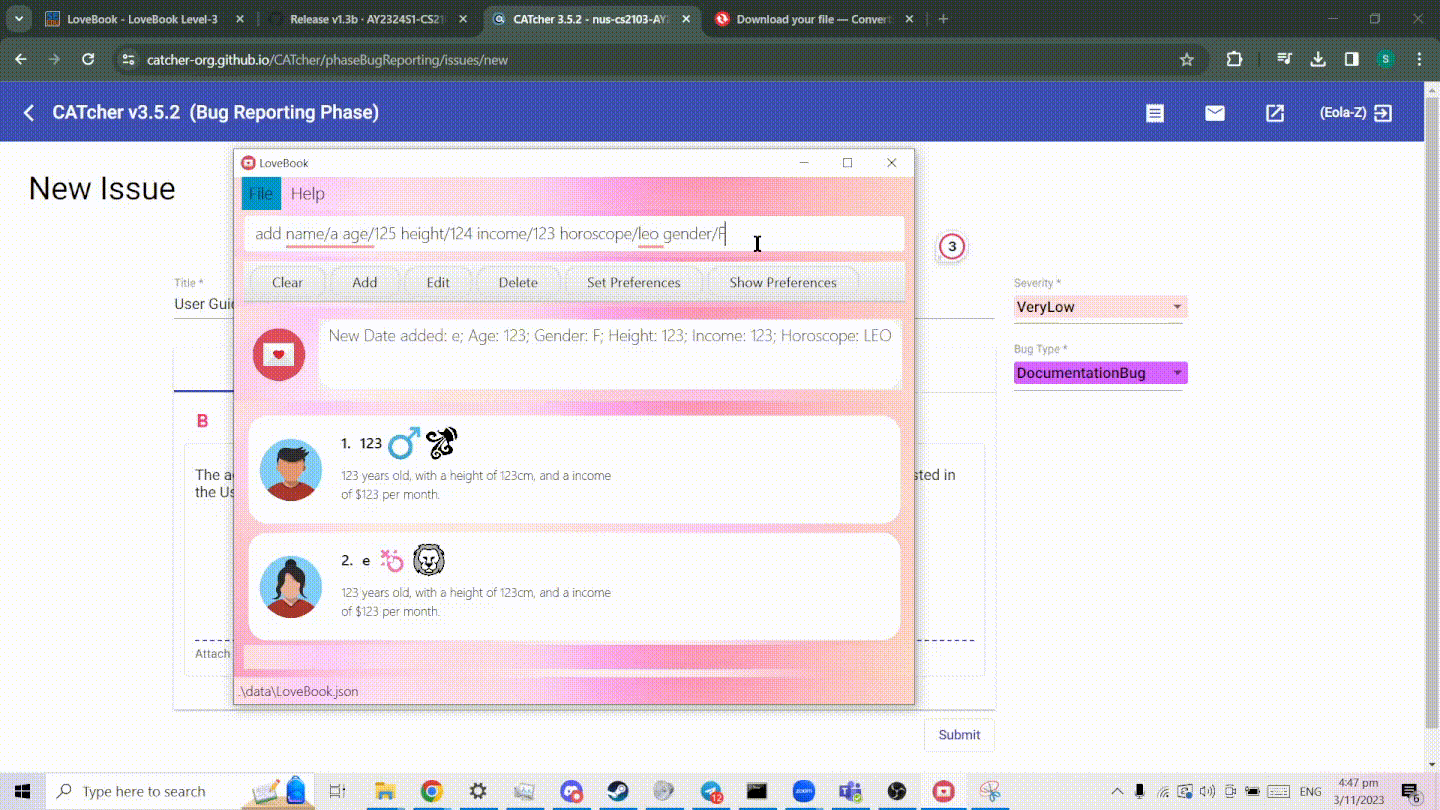 LoveBook - LoveBook Level-3
Release v1.3b · AY2324S1-CS21
CATcher 3.5.2 - nus-cs2103-AY
Download your file — Conver
catcher-org.github.io/CATcher/phaseBugReporting/issues/new
S
CATcher v3.5.2 (Bug Reporting Phase)
(Eola-Z)
New Issue
LoveBook
File Help
add name/a age/125 height/124 income/123 horoscope/leo gender/F
3
Title *
User Guid
Severity *
VeryLow
Clear Add Edit Delete Set Preferences Show Preferences
New Date added: e; Age: 123; Gender: F; Height: 123; Income: 123; Horoscope: LEO
Bug Type *
DocumentationBug
B
1. 123
123 years old, with a height of 123cm, and a income
of $123 per month.
The a
sted in
the Us
2. e
123 years old, with a height of 123cm, and a income
of $123 per month.
Attach
.\data\LoveBook.json
Submit
Type here to search
12
zoom
ENG
4:47 pm
3/11/2023
6